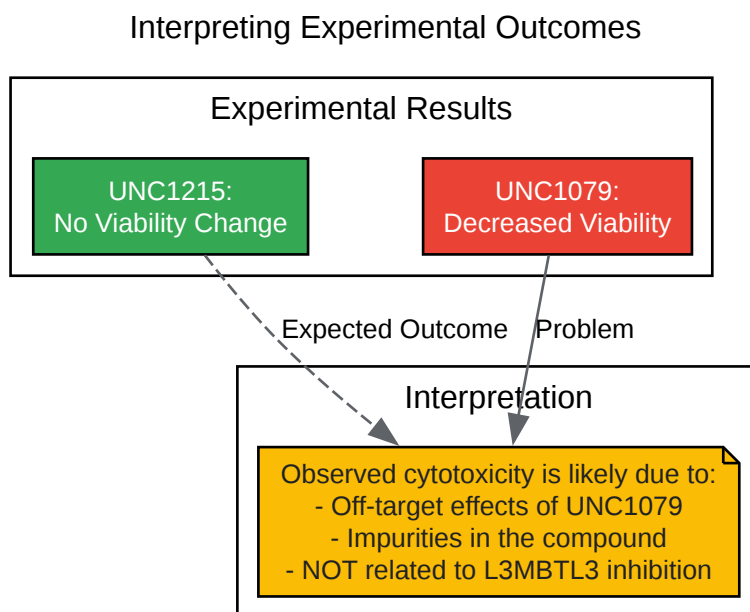 Interpreting Experimental Outcomes
Experimental Results
UNC1215:
No Viability Change
UNC1079:
Decreased Viability
Expected Outcome
Problem
Interpretation
Observed cytotoxicity is likely due to:
- Off-target effects of UNC1079
- Impurities in the compound
- NOT related to L3MBTL3 inhibition